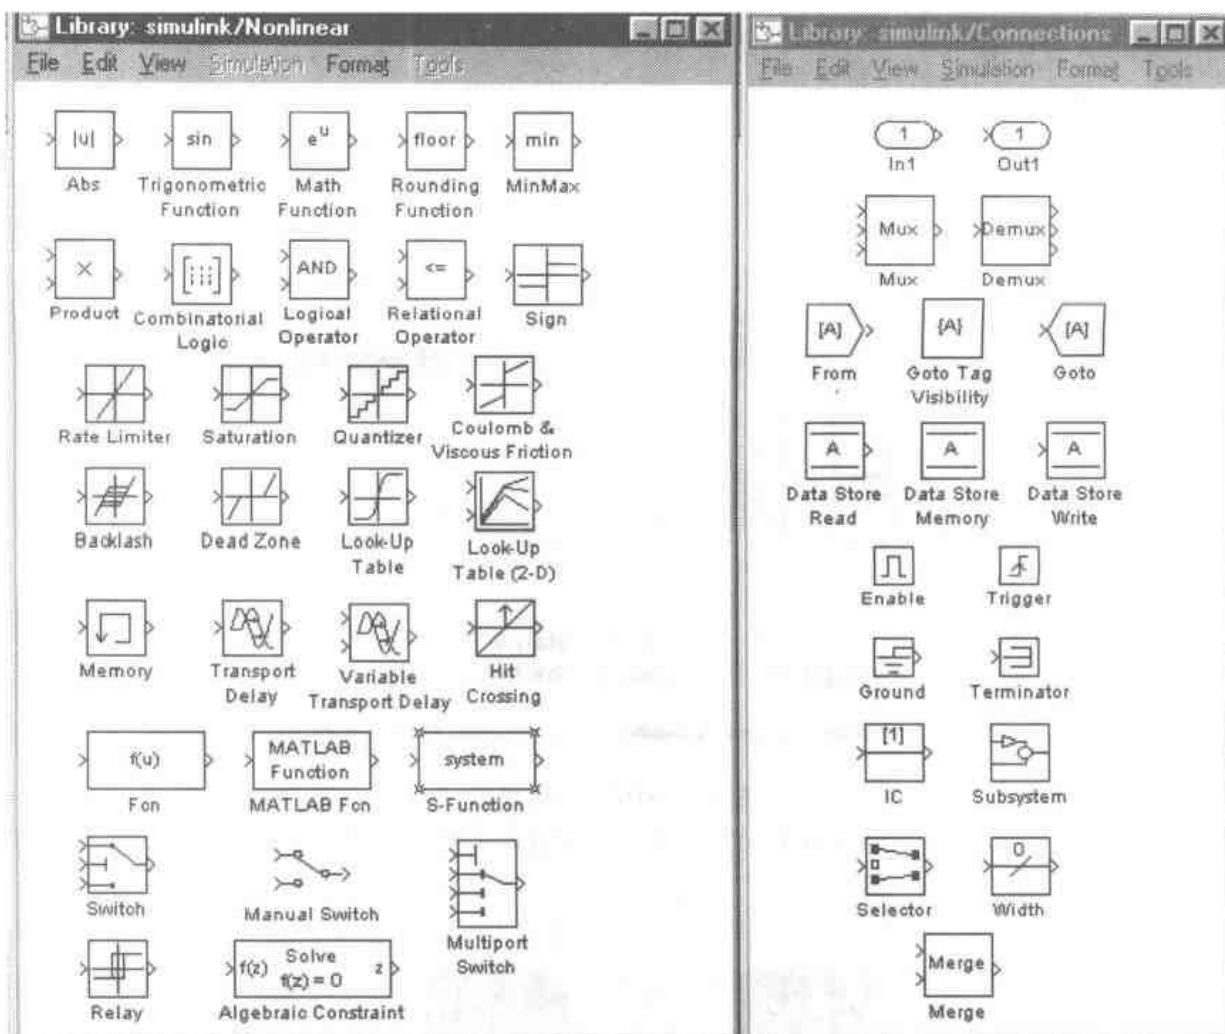 Library: simulink/Nonlinear
File Edit View Simulation Format Tools
|u| sin e^u floor min
Abs Trigonometric Function Math Function Rounding Function MinMax
× [:::] AND <=
Product Combinatorial Logic Logical Operator Relational Operator Sign
Rate Limiter Saturation Quantizer Coulomb & Viscous Friction
Backlash Dead Zone Look-Up Table Look-Up Table (2-D)
Memory Transport Delay Variable Transport Delay Hit Crossing
f(u) MATLAB Function system
Fcn MATLAB Fcn S-Function
Switch Manual Switch Multiport Switch
f(z) Solve f(z) = 0 z
Relay Algebraic Constraint
Library: simulink/Connections
File Edit View Simulation Format Tools
1 1
In1 Out1
Mux Demux
Mux Demux
[A] {A} [A]
From Goto Tag Visibility Goto
A A A
Data Store Read Data Store Memory Data Store Write
Enable Trigger
Ground Terminator
[1]
IC Subsystem
0
Selector Width
Merge
Merge